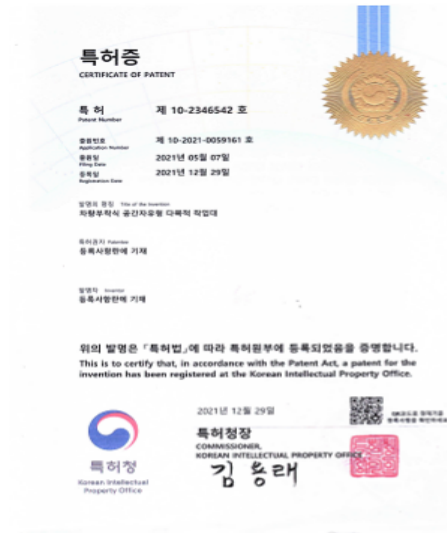 특허증
CERTIFICATE OF PATENT
특 허 제 10-2346542 호
Patent Number
출원번호 제 10-2021-0059161 호
Application Number
출원일 2021년 05월 07일
Filing Date
등록일 2021년 12월 29일
Registration Date
발명의 명칭 Title of the Invention
차량부착식 공간자유형 다목적 작업대
특허권자 Patentee
등록사항란에 기재
발명자 Inventor
등록사항란에 기재
위의 발명은 「특허법」에 따라 특허원부에 등록되었음을 증명합니다.
This is to certify that, in accordance with the Patent Act, a patent for the
invention has been registered at the Korean Intellectual Property Office.
2021년 12월 29일
특허청장
COMMISSIONER,
KOREAN INTELLECTUAL PROPERTY OFFICE
김용래
특허청
Korean Intellectual
Property Office